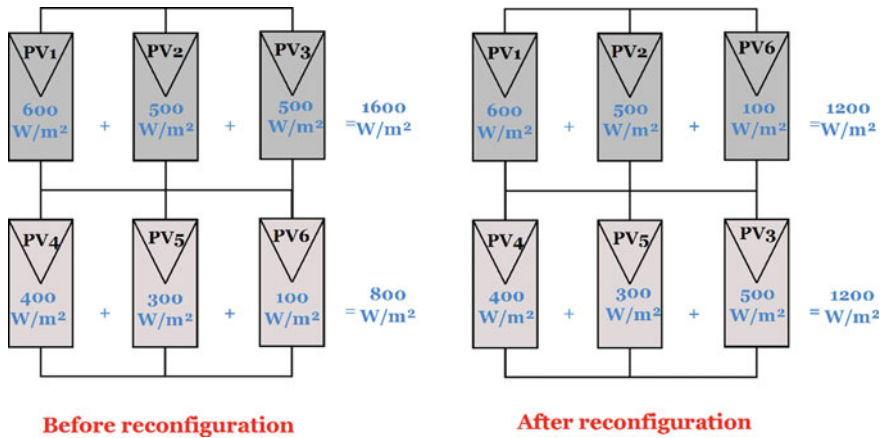 PV1 PV2 PV3 PV1 PV2 PV6
600 W/m² + 500 W/m² + 500 W/m² = 1600 W/m² 600 W/m² + 500 W/m² + 100 W/m² = 1200 W/m²
PV4 PV5 PV6 PV4 PV5 PV3
400 W/m² + 300 W/m² + 100 W/m² = 800 W/m² 400 W/m² + 300 W/m² + 500 W/m² = 1200 W/m²
Before reconfiguration After reconfiguration